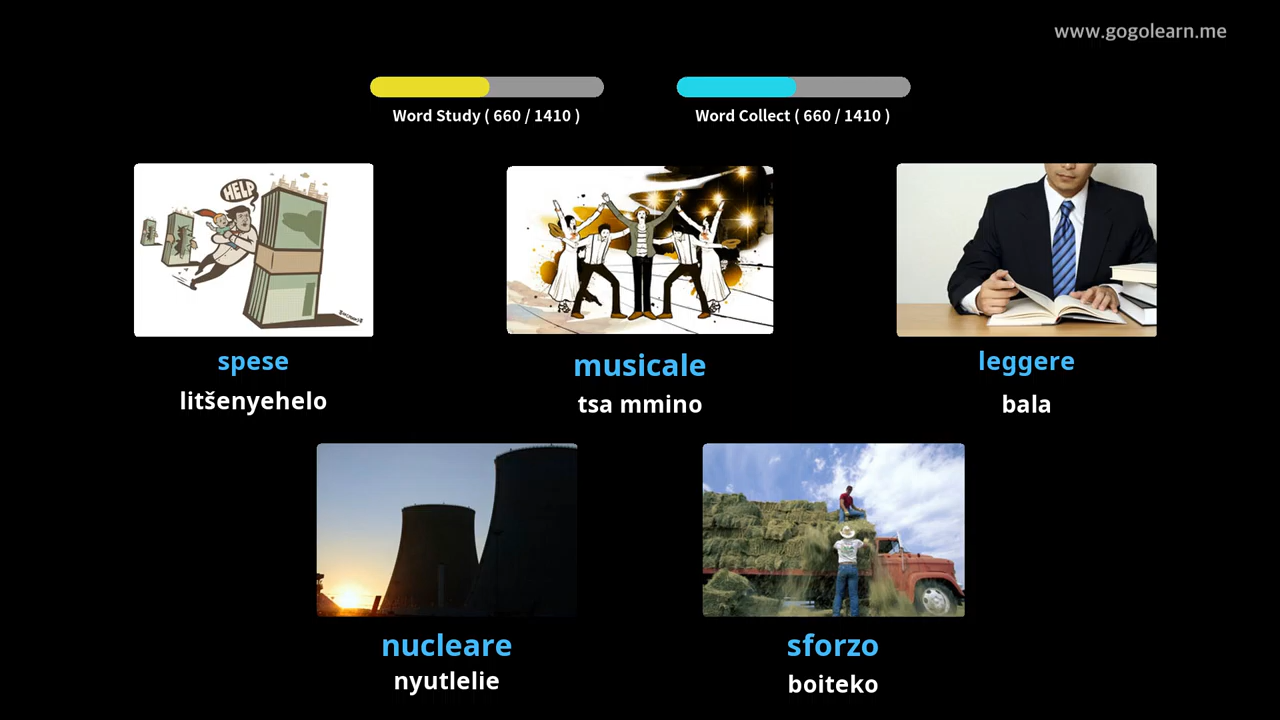 www.gogolearn.me
Word Study ( 660 / 1410 )
Word Collect ( 660 / 1410 )
HELP
spese
musicale
leggere
litšenyehelo
tsa mmino
bala
nucleare
sforzo
nyutlelie
boiteko